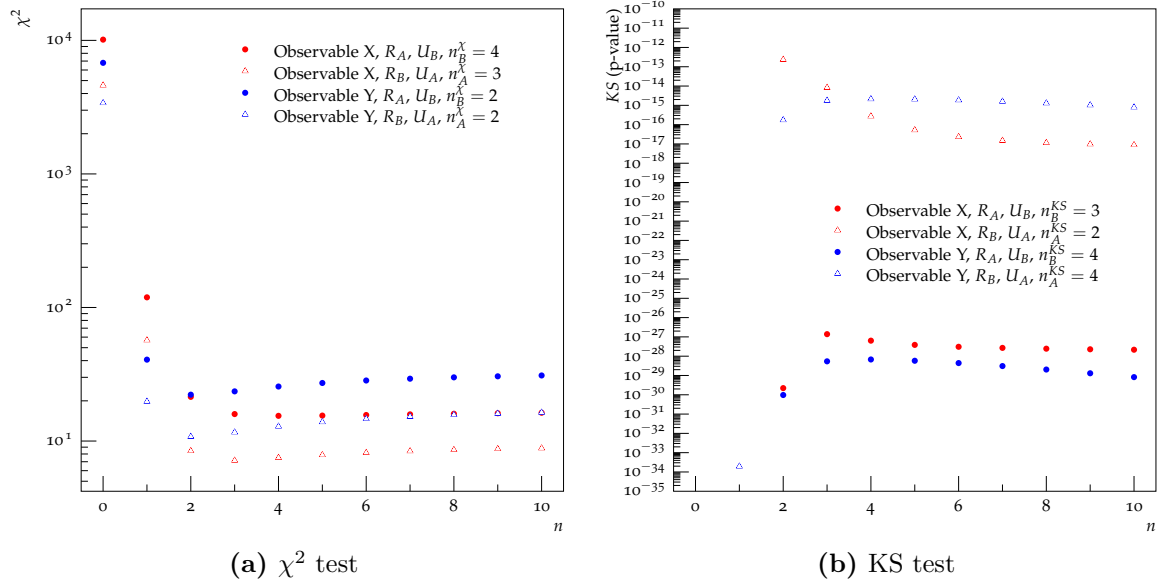 χ²
10⁴
10³
10²
10¹
Observable X, R_A, U_B, n_B^χ = 4
Observable X, R_B, U_A, n_A^χ = 3
Observable Y, R_A, U_B, n_B^χ = 2
Observable Y, R_B, U_A, n_A^χ = 2
0 2 4 6 8 10
n
(a) χ² test
KS (p-value)
10⁻¹⁰
10⁻¹¹
10⁻¹²
10⁻¹³
10⁻¹⁴
10⁻¹⁵
10⁻¹⁶
10⁻¹⁷
10⁻¹⁸
10⁻¹⁹
10⁻²⁰
10⁻²¹
10⁻²²
10⁻²³
10⁻²⁴
10⁻²⁵
10⁻²⁶
10⁻²⁷
10⁻²⁸
10⁻²⁹
10⁻³⁰
10⁻³¹
10⁻³²
10⁻³³
10⁻³⁴
10⁻³⁵
Observable X, R_A, U_B, n_B^KS = 3
Observable X, R_B, U_A, n_A^KS = 2
Observable Y, R_A, U_B, n_B^KS = 4
Observable Y, R_B, U_A, n_A^KS = 4
0 2 4 6 8 10
n
(b) KS test